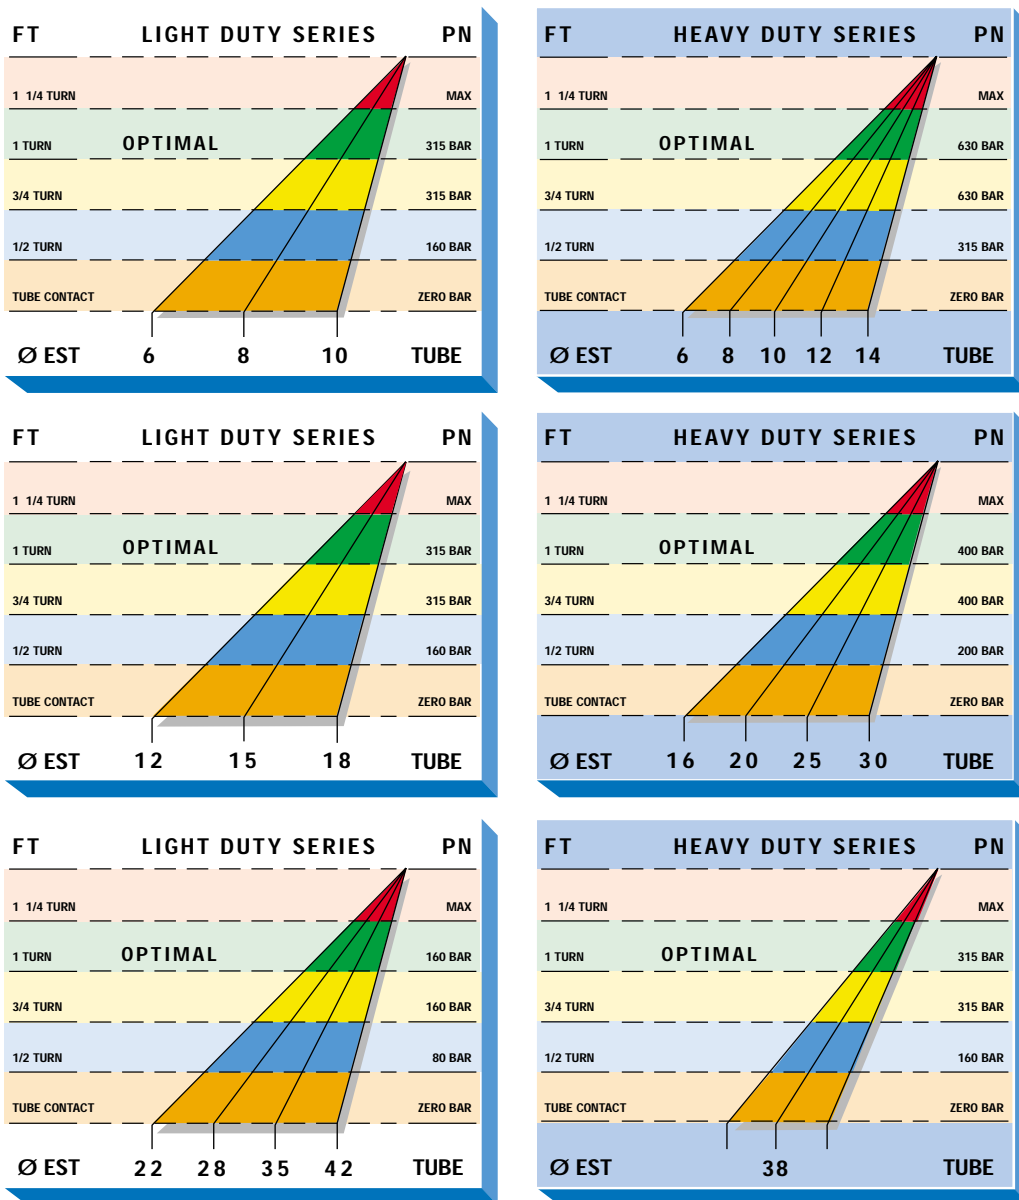 FT LIGHT DUTY SERIES PN
1 1/4 TURN MAX
1 TURN OPTIMAL 315 BAR
3/4 TURN 315 BAR
1/2 TURN 160 BAR
TUBE CONTACT ZERO BAR
Ø EST 6 8 10 TUBE
FT HEAVY DUTY SERIES PN
1 1/4 TURN MAX
1 TURN OPTIMAL 630 BAR
3/4 TURN 630 BAR
1/2 TURN 315 BAR
TUBE CONTACT ZERO BAR
Ø EST 6 8 10 12 14 TUBE
FT LIGHT DUTY SERIES PN
1 1/4 TURN MAX
1 TURN OPTIMAL 315 BAR
3/4 TURN 315 BAR
1/2 TURN 160 BAR
TUBE CONTACT ZERO BAR
Ø EST 12 15 18 TUBE
FT HEAVY DUTY SERIES PN
1 1/4 TURN MAX
1 TURN OPTIMAL 400 BAR
3/4 TURN 400 BAR
1/2 TURN 200 BAR
TUBE CONTACT ZERO BAR
Ø EST 16 20 25 30 TUBE
FT LIGHT DUTY SERIES PN
1 1/4 TURN MAX
1 TURN OPTIMAL 160 BAR
3/4 TURN 160 BAR
1/2 TURN 80 BAR
TUBE CONTACT ZERO BAR
Ø EST 22 28 35 42 TUBE
FT HEAVY DUTY SERIES PN
1 1/4 TURN MAX
1 TURN OPTIMAL 315 BAR
3/4 TURN 315 BAR
1/2 TURN 160 BAR
TUBE CONTACT ZERO BAR
Ø EST 38 TUBE